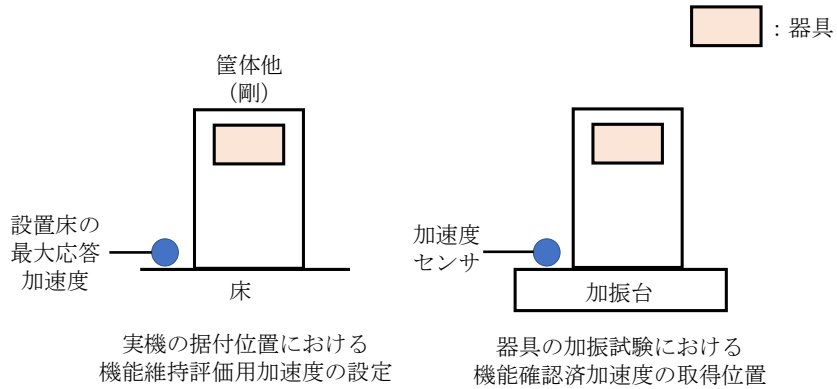 ：器具
筐体他
（剛）
設置床の
最大応答
加速度
床
実機の据付位置における
機能維持評価用加速度の設定
加速度
センサ
加振台
器具の加振試験における
機能確認済加速度の取得位置